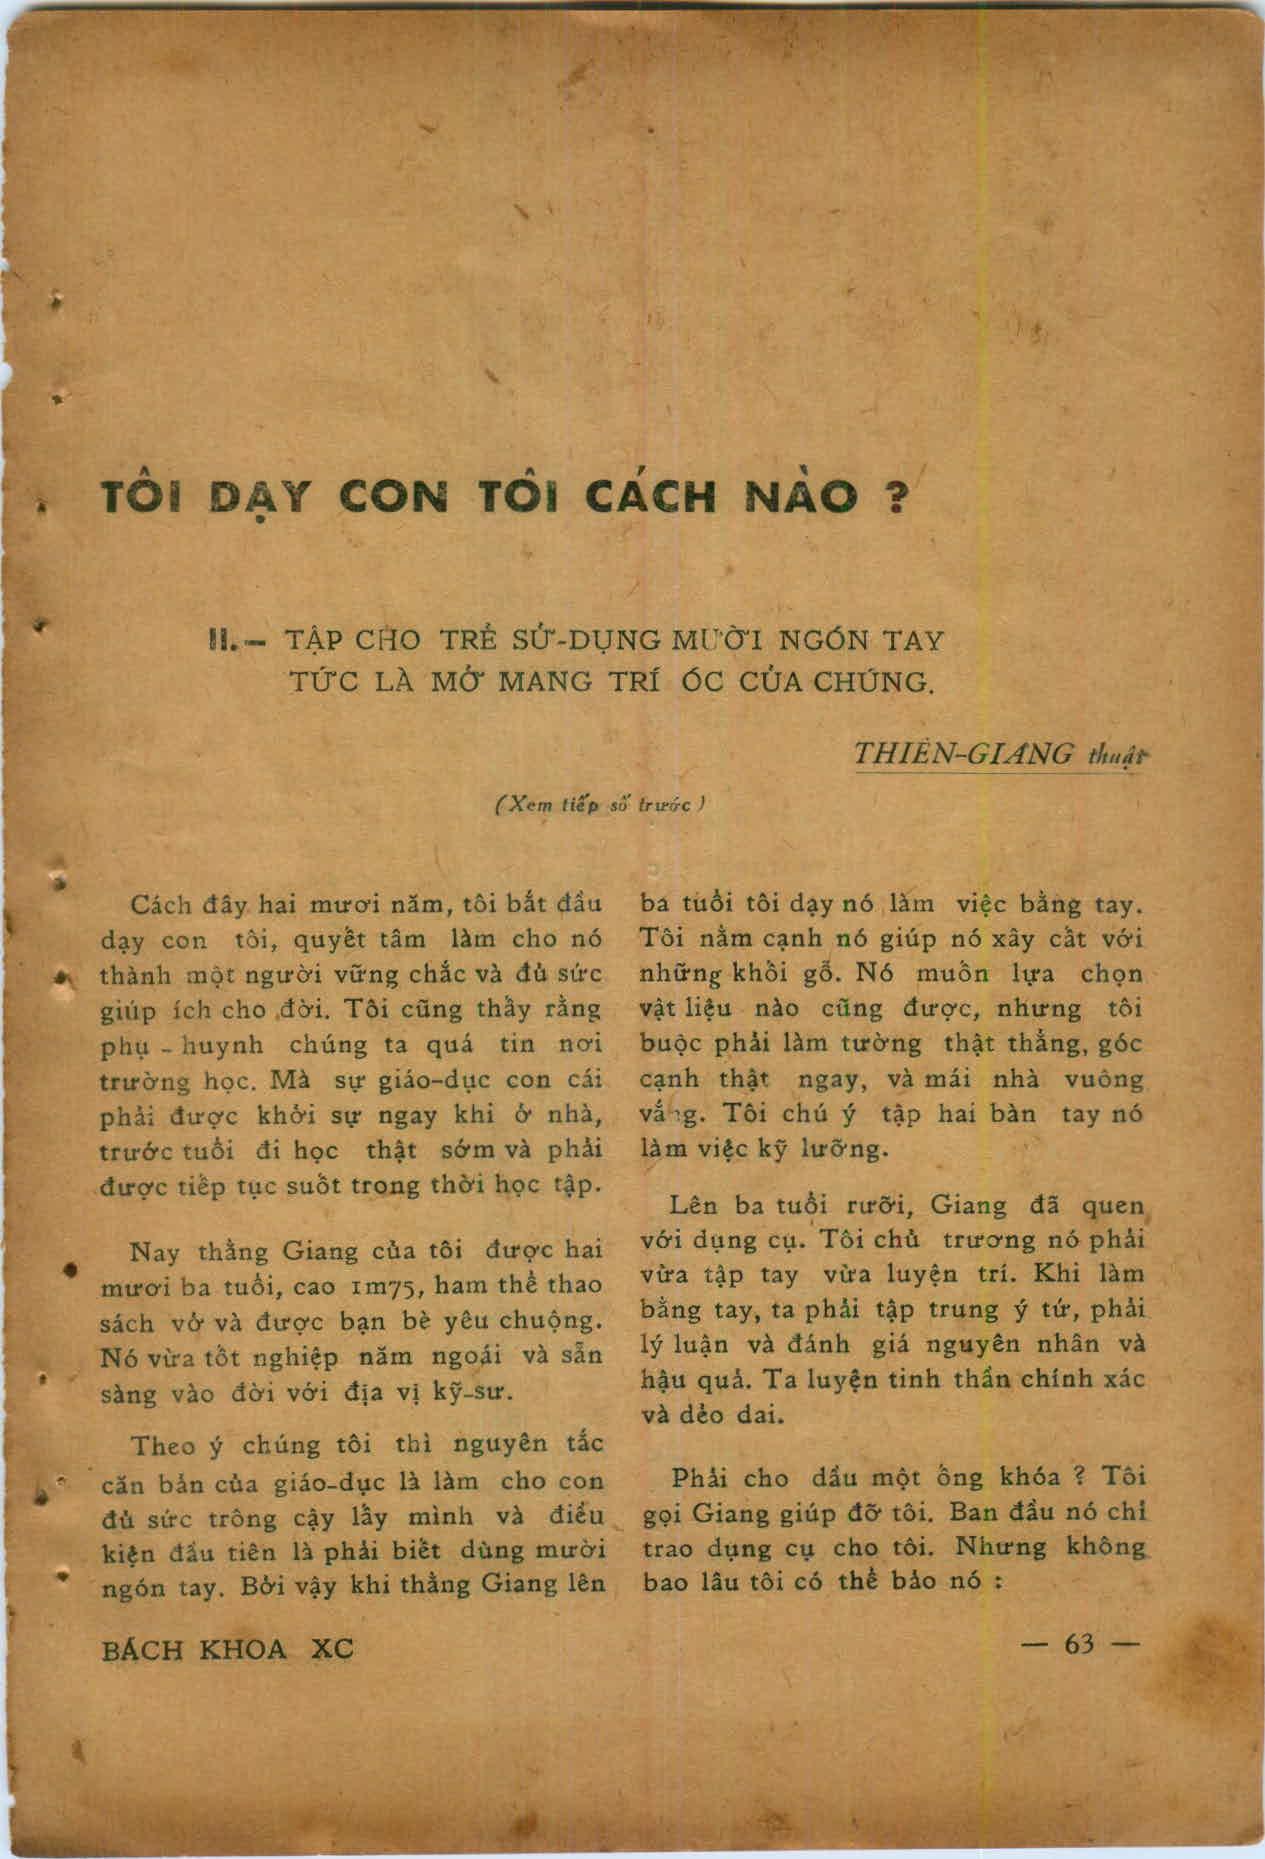 TÔI DẠY CON TÔI CÁCH NÀO ?
II.— TẬP CHO TRẺ SỬ-DỤNG MƯỜI NGÓN TAY
TỨC LÀ MỞ MANG TRÍ ÓC CỦA CHÚNG.
THIÊN-GIANG thuật
(Xem tiếp số trước)
Cách đây hai mươi năm, tôi bắt đầu
dạy con tôi, quyết tâm làm cho nó
thành một người vững chắc và đủ sức
giúp ích cho đời. Tôi cũng thấy rằng
phụ - huynh chúng ta quá tin nơi
trường học. Mà sự giáo-dục con cái
phải được khởi sự ngay khi ở nhà,
trước tuổi đi học thật sớm và phải
được tiếp tục suốt trong thời học tập.
Nay thằng Giang của tôi được hai
mươi ba tuổi, cao 1m75, ham thể thao
sách vở và được bạn bè yêu chuộng.
Nó vừa tốt nghiệp năm ngoái và sẵn
sàng vào đời với địa vị kỹ-sư.
Theo ý chúng tôi thì nguyên tắc
căn bản của giáo-dục là làm cho con
đủ sức trông cậy lấy mình và điều
kiện đầu tiên là phải biết dùng mười
ngón tay. Bởi vậy khi thằng Giang lên
ba tuổi tôi dạy nó làm việc bằng tay.
Tôi nằm cạnh nó giúp nó xây cất với
những khối gỗ. Nó muốn lựa chọn
vật liệu nào cũng được, nhưng tôi
buộc phải làm tường thật thẳng, góc
cạnh thật ngay, và mái nhà vuông
vắng. Tôi chú ý tập hai bàn tay nó
làm việc kỹ lưỡng.
Lên ba tuổi rưỡi, Giang đã quen
với dụng cụ. Tôi chủ trương nó phải
vừa tập tay vừa luyện trí. Khi làm
bằng tay, ta phải tập trung ý tứ, phải
lý luận và đánh giá nguyên nhân và
hậu quả. Ta luyện tinh thần chính xác
và dẻo dai.
Phải cho dầu một ổng khóa ? Tôi
gọi Giang giúp đỡ tôi. Ban đầu nó chỉ
trao dụng cụ cho tôi. Nhưng không
bao lâu tôi có thể bảo nó :
BÁCH KHOA XC
— 63 —